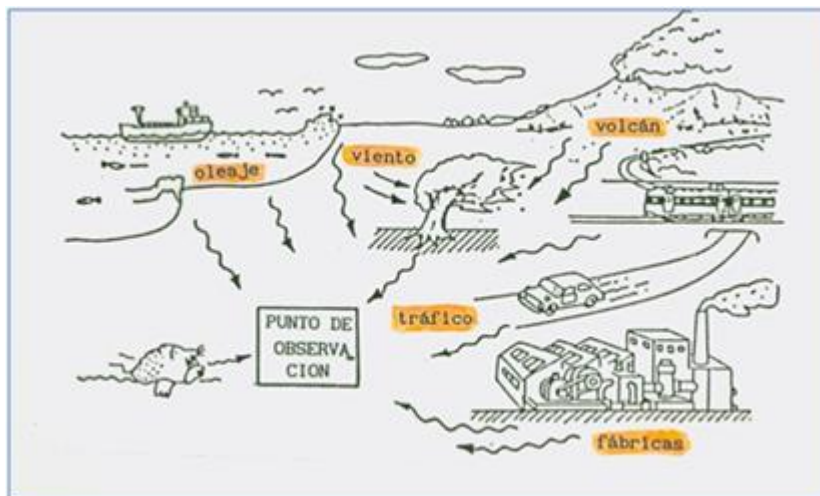 volcán
viento
oleaje
tráfico
PUNTO DE
OBSERVA
CION
fábricas